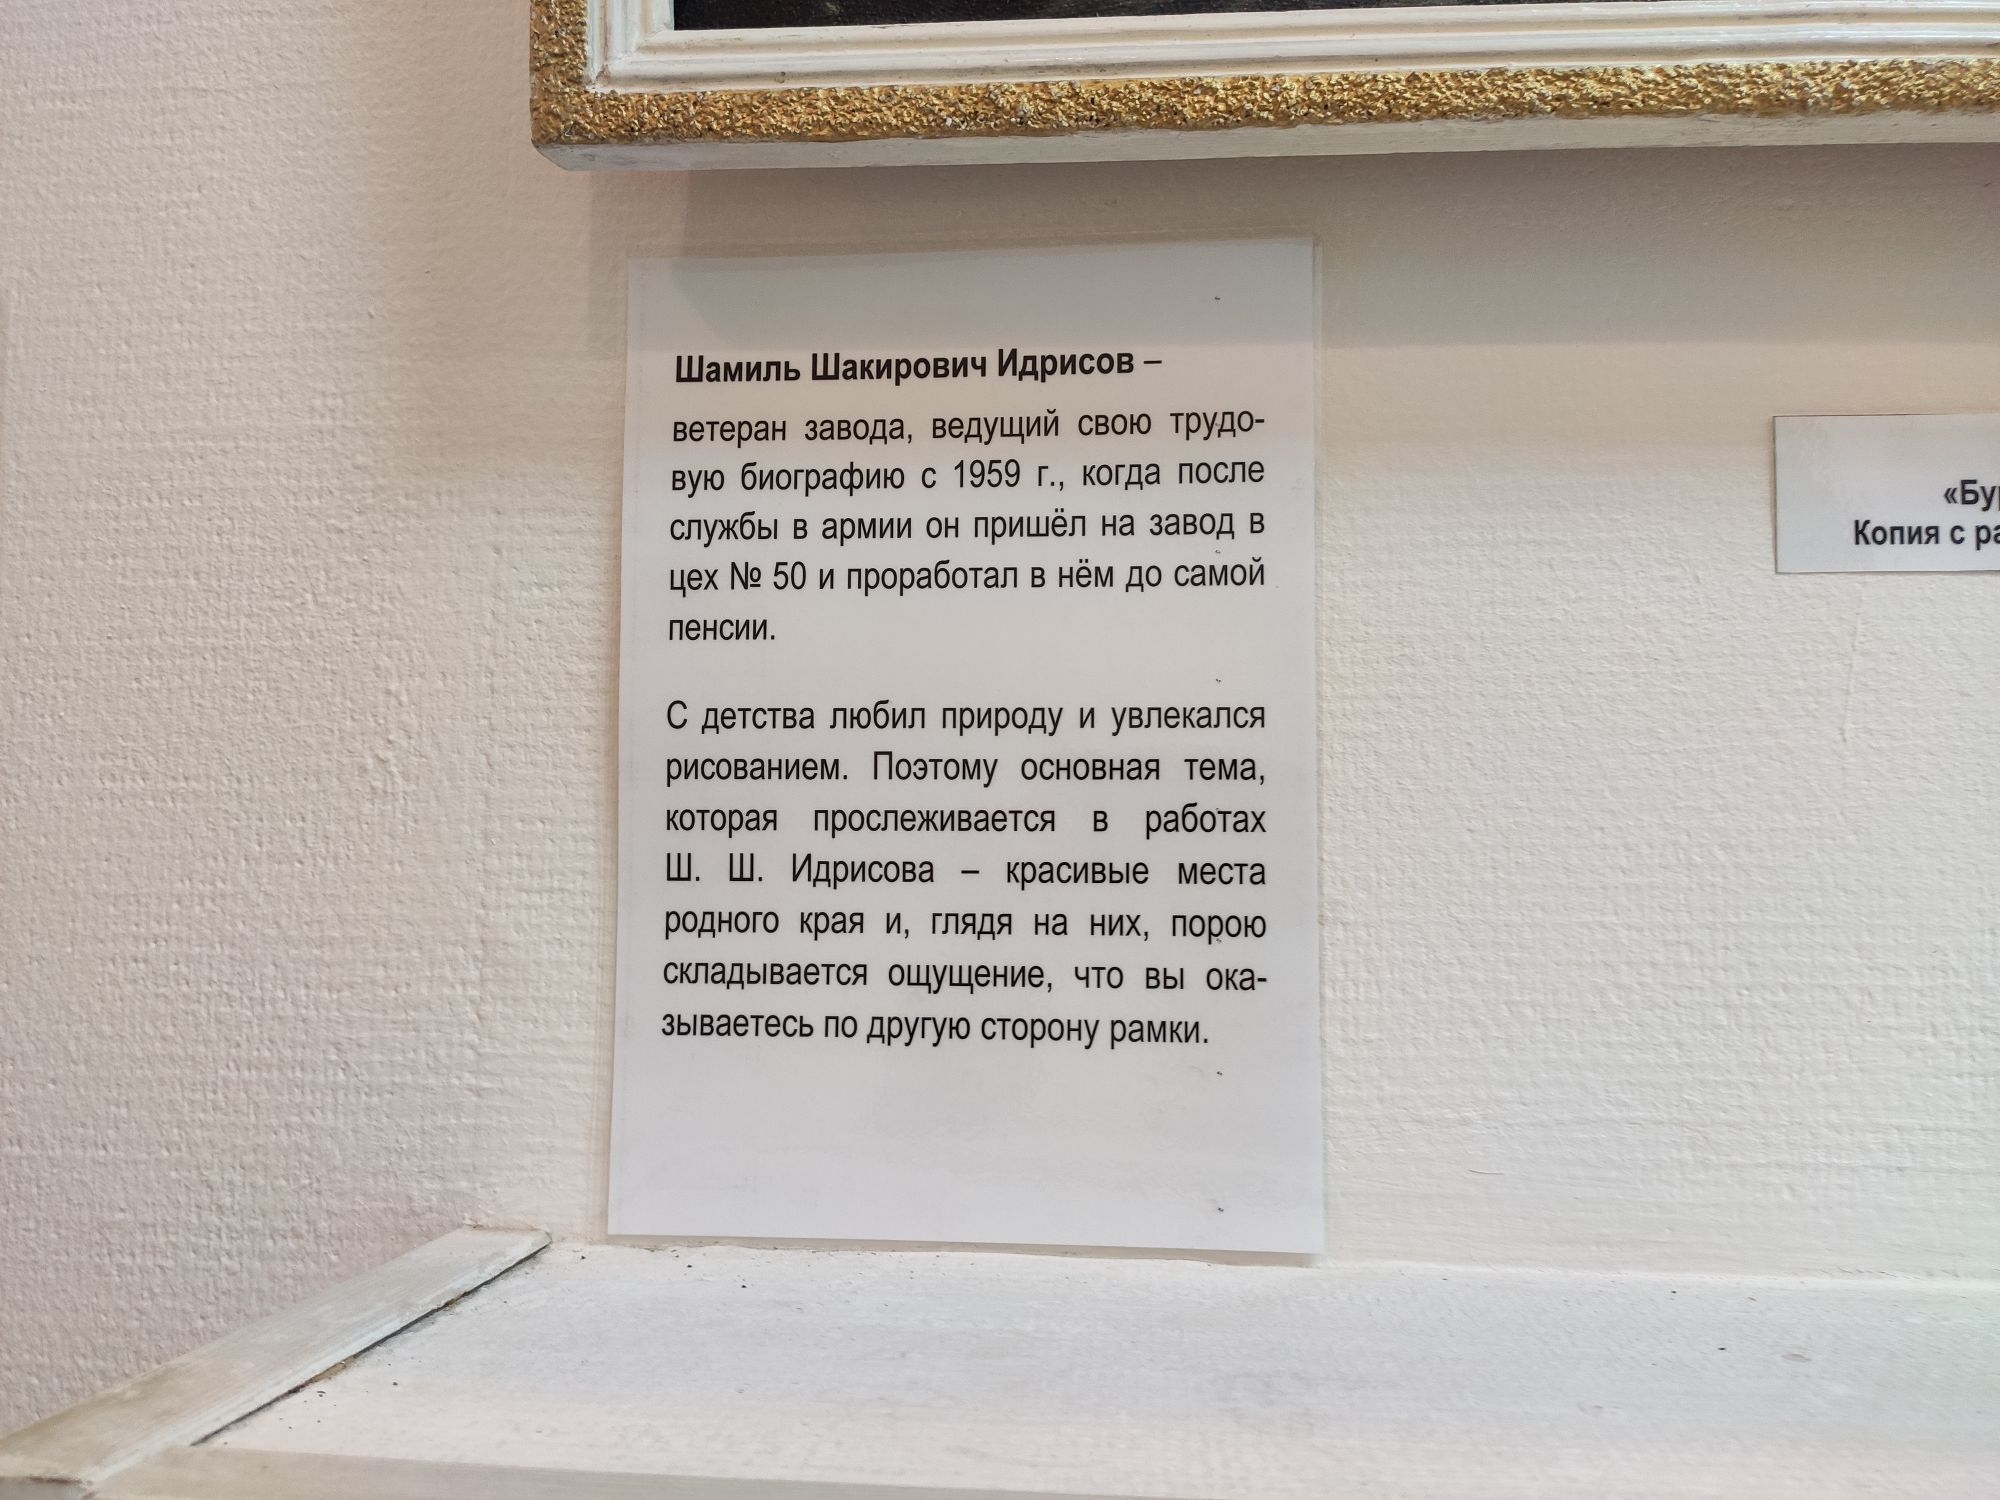 Шамиль Шакирович Идрисов –
ветеран завода, ведущий свою трудо-
вую биографию с 1959 г., когда после
службы в армии он пришёл на завод в
цех № 50 и проработал в нём до самой
пенсии.
С детства любил природу и увлекался
рисованием. Поэтому основная тема,
которая прослеживается в работах
Ш. Ш. Идрисова – красивые места
родного края и, глядя на них, порою
складывается ощущение, что вы ока-
зываетесь по другую сторону рамки.
Копия с